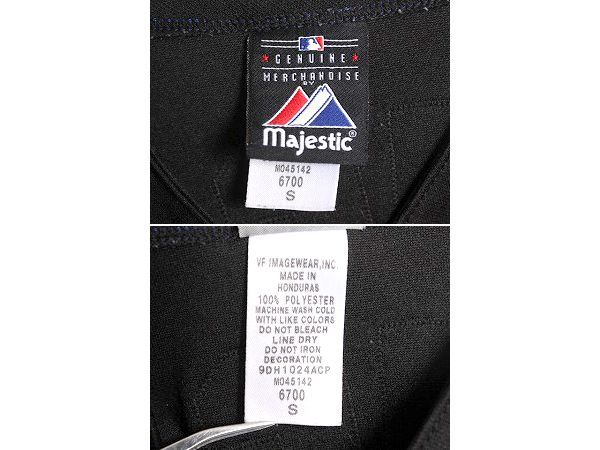 GENUINE
MERCHANDISE
BY
Majestic®
M045142
6700
S
VF IMAGEWEAR,INC.
MADE IN
HONDURAS
100% POLYESTER
MACHINE WASH COLD
WITH LIKE COLORS
DO NOT BLEACH
LINE DRY
DO NOT IRON
DECORATION
9DH1024ACP
M045142
6700
S